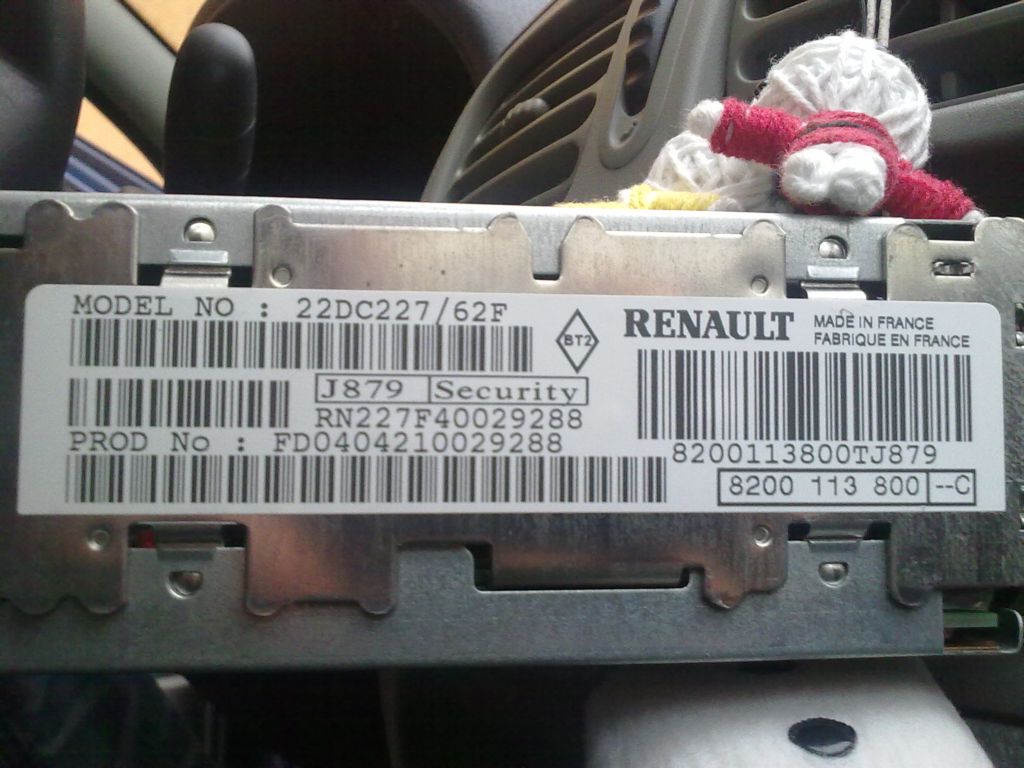 MODEL NO : 22DC227/62F
BT2
RENAULT
MADE IN FRANCE
FABRIQUE EN FRANCE
J879 Security
RN227F40029288
PROD No : FD0404210029288
8200113800TJ879
8200 113 800 --C